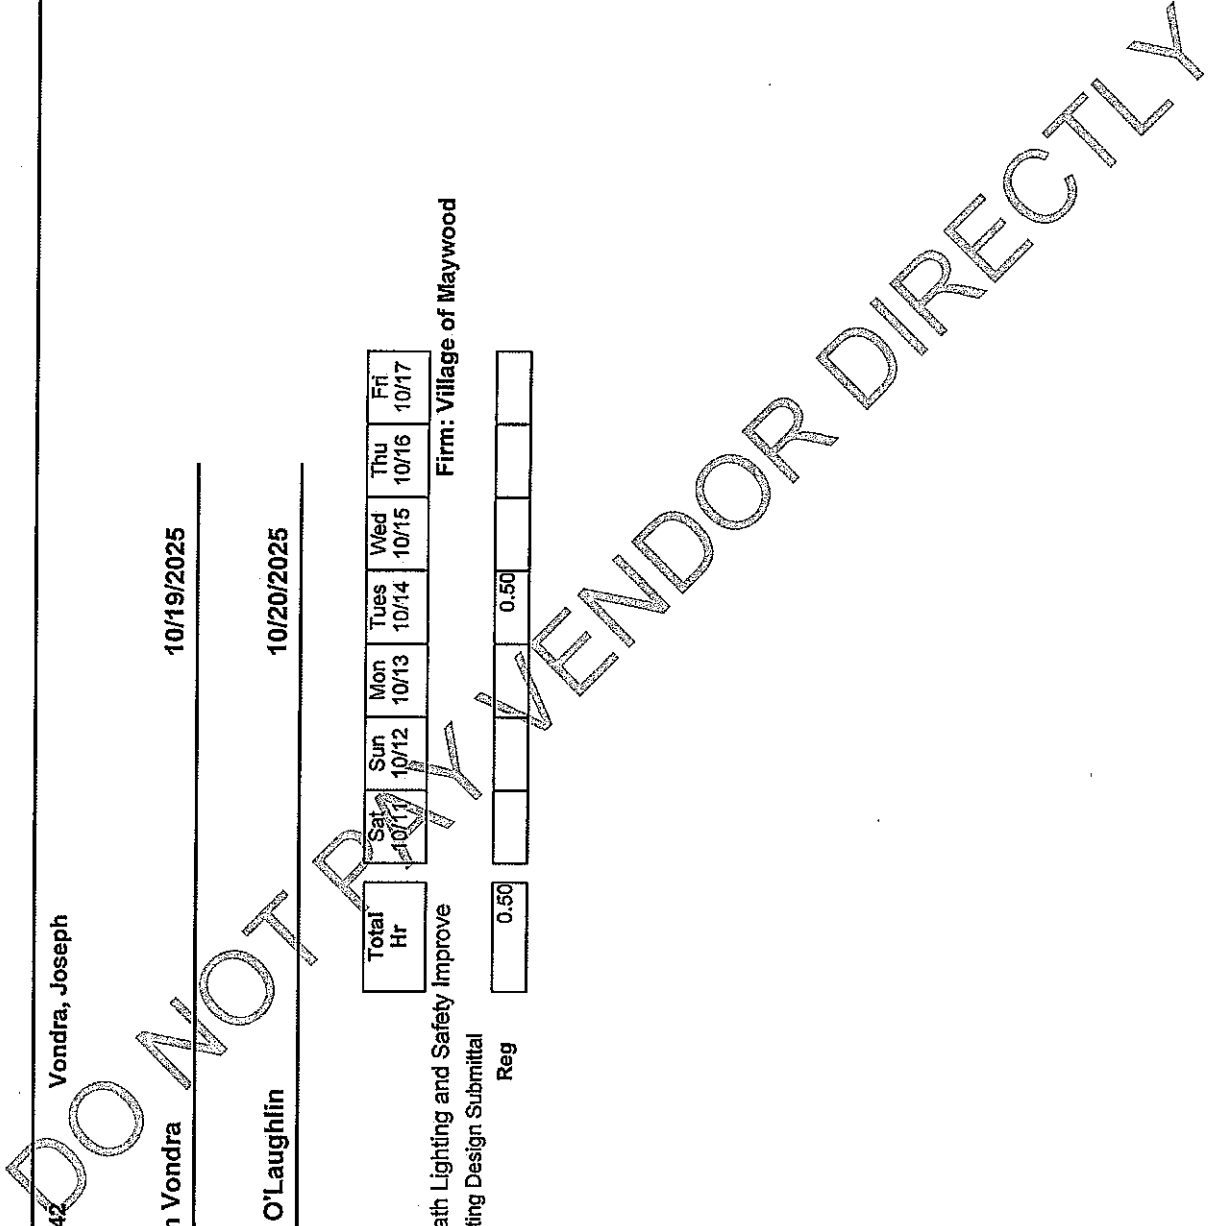 42 Vondra, Joseph
Vondra 10/19/2025
O'Laughlin 10/20/2025
Total Hr Sat 10/11 Sun 10/12 Mon 10/13 Tues 10/14 Wed 10/15 Thu 10/16 Fri 10/17
ath Lighting and Safety Improve Firm: Village of Maywood
ting Design Submittal
Reg 0.50 0.50
DO NOT PAY VENDOR DIRECTLY